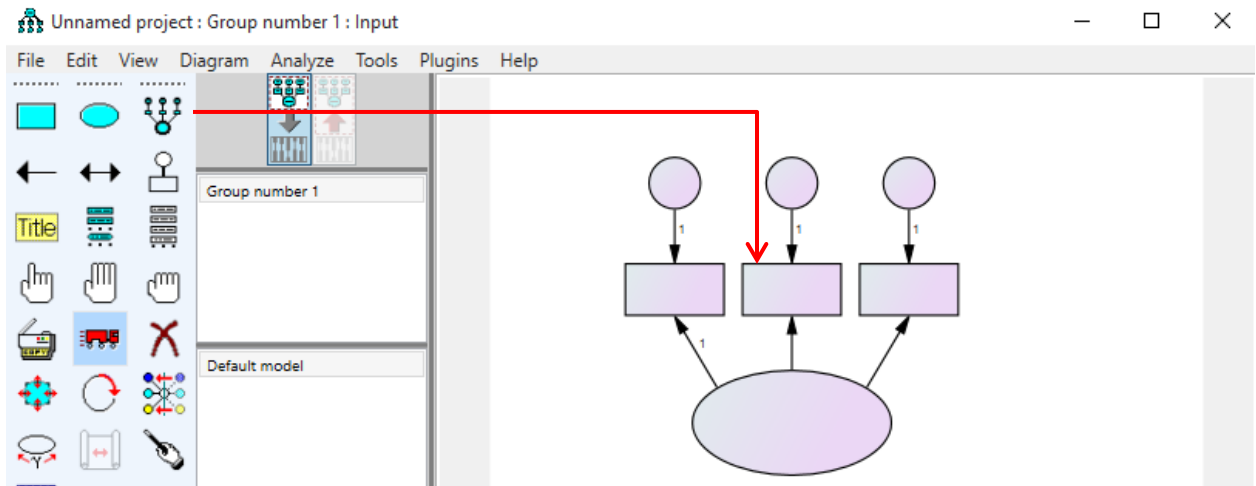 Unnamed project : Group number 1 : Input
File Edit View Diagram Analyze Tools Plugins Help
Group number 1
Title
Default model
COPY
γ
1 1 1
1